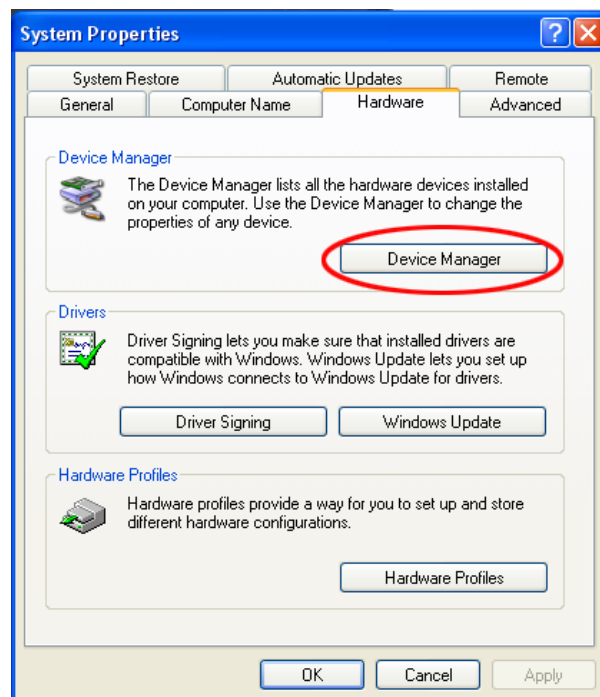 System Properties
System Restore Automatic Updates Remote
General Computer Name Hardware Advanced
Device Manager
The Device Manager lists all the hardware devices installed
on your computer. Use the Device Manager to change the
properties of any device.
Device Manager
Drivers
Driver Signing lets you make sure that installed drivers are
compatible with Windows. Windows Update lets you set up
how Windows connects to Windows Update for drivers.
Driver Signing Windows Update
Hardware Profiles
Hardware profiles provide a way for you to set up and store
different hardware configurations.
Hardware Profiles
OK Cancel Apply